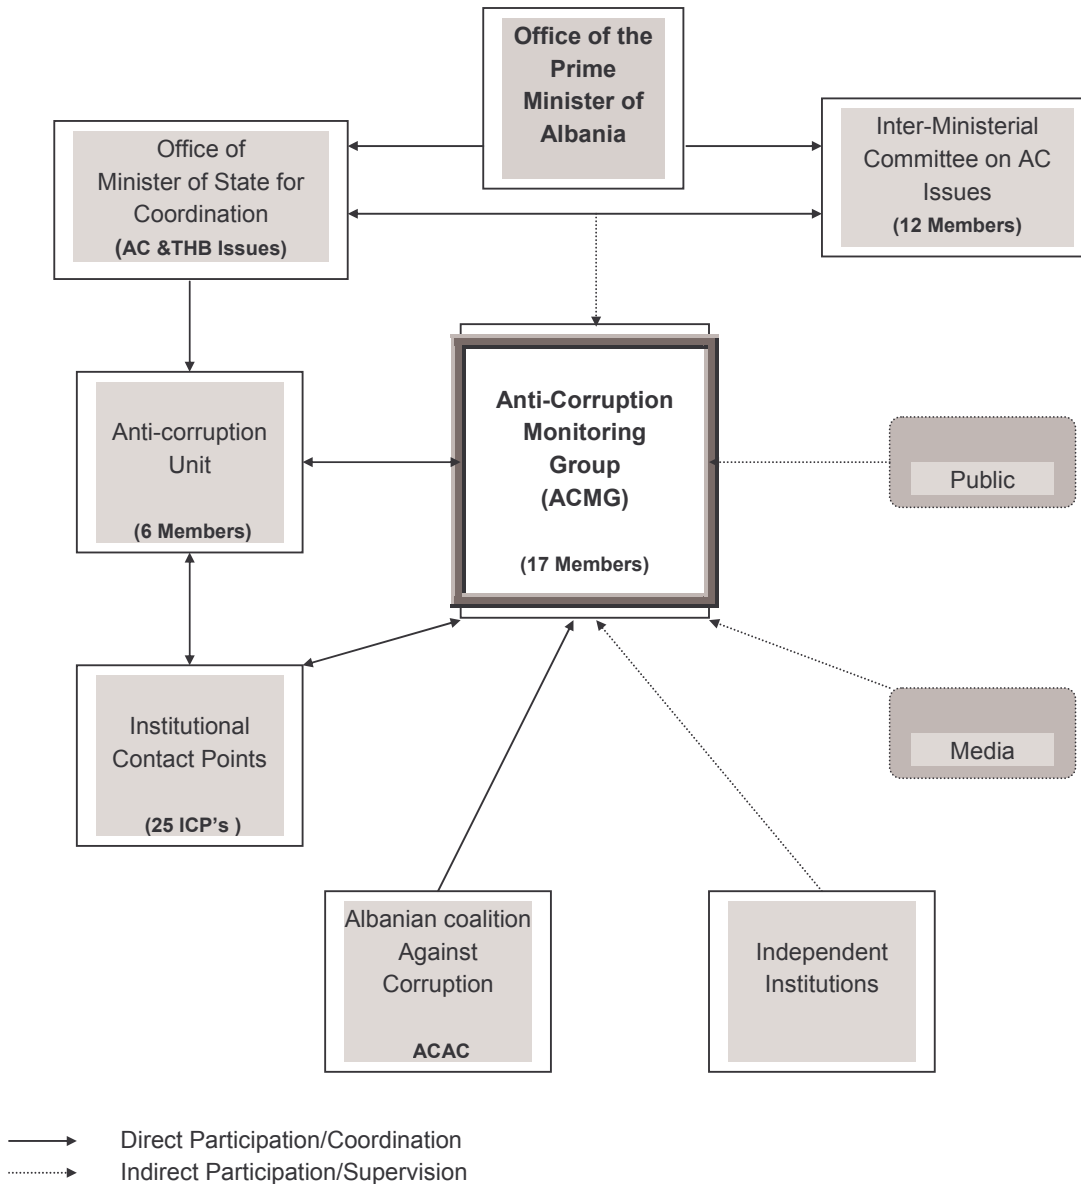 Office of the
Prime
Minister of
Albania
Office of
Minister of State for
Coordination
(AC &THB Issues)
Inter-Ministerial
Committee on AC
Issues
(12 Members)
Anti-corruption
Unit
(6 Members)
Anti-Corruption
Monitoring
Group
(ACMG)
(17 Members)
Public
Institutional
Contact Points
(25 ICP’s )
Media
Albanian coalition
Against
Corruption
ACAC
Independent
Institutions
Direct Participation/Coordination
Indirect Participation/Supervision